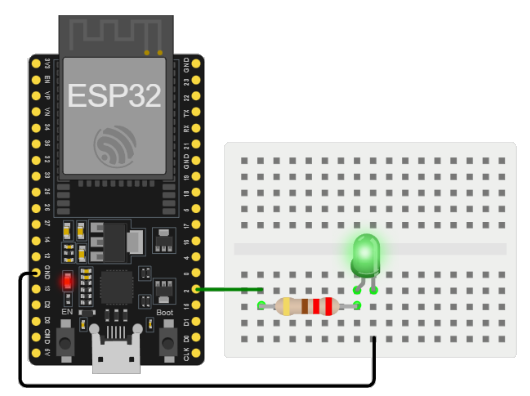 ESP32
3V3
EN
VP
VN
34
35
32
33
25
26
27
14
12
GND
13
D2
D3
CMD
5V
GND
23
22
TX
RX
21
GND
19
18
5
17
16
4
0
2
15
D1
D0
CLK
EN
Boot